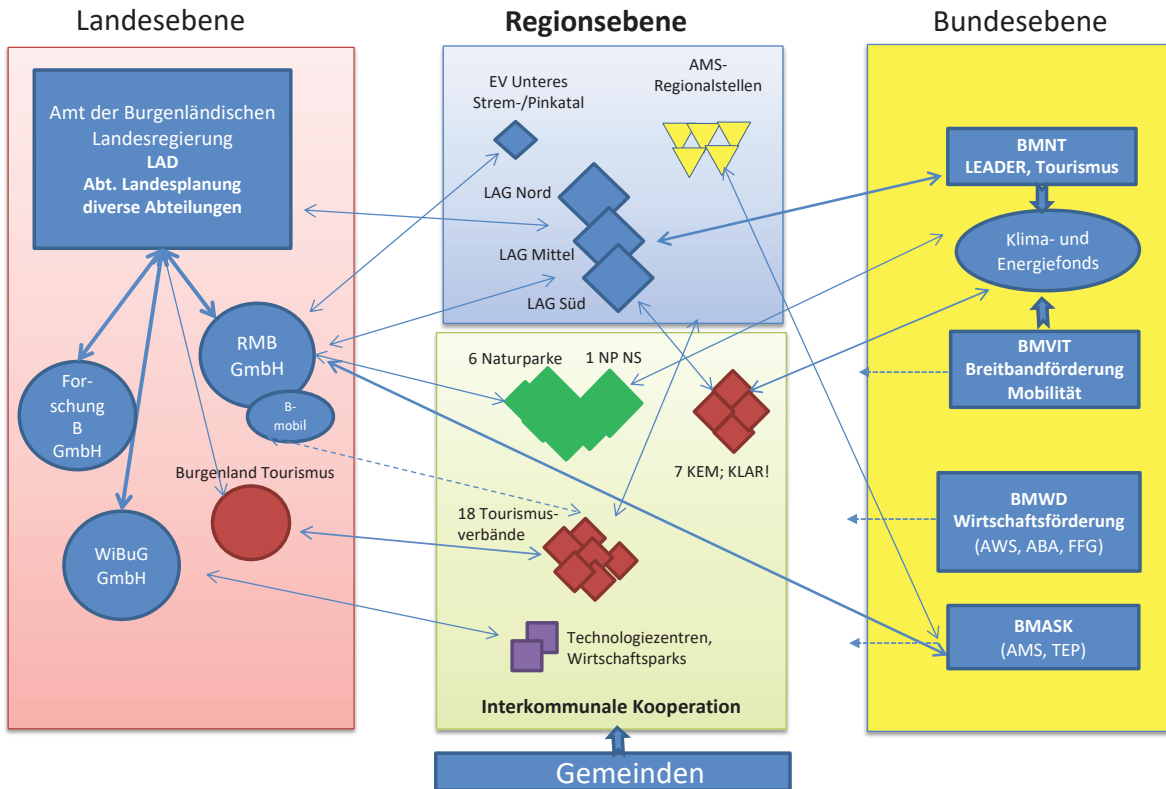 Landesebene
Amt der Burgenländischen
Landesregierung
LAD
Abt. Landesplanung
diverse Abteilungen
RMB
GmbH
B-
mobil
For-
schung
B
GmbH
Burgenland Tourismus
WiBuG
GmbH
Regionsebene
EV Unteres
Strem-/Pinkatal
AMS-
Regionalstellen
LAG Nord
LAG Mittel
LAG Süd
6 Naturparke
1 NP NS
7 KEM; KLAR!
18 Tourismus-
verbände
Technologiezentren,
Wirtschaftsparks
Interkommunale Kooperation
Gemeinden
Bundesebene
BMNT
LEADER, Tourismus
Klima- und
Energiefonds
BMVIT
Breitbandförderung
Mobilität
BMWD
Wirtschaftsförderung
(AWS, ABA, FFG)
BMASK
(AMS, TEP)